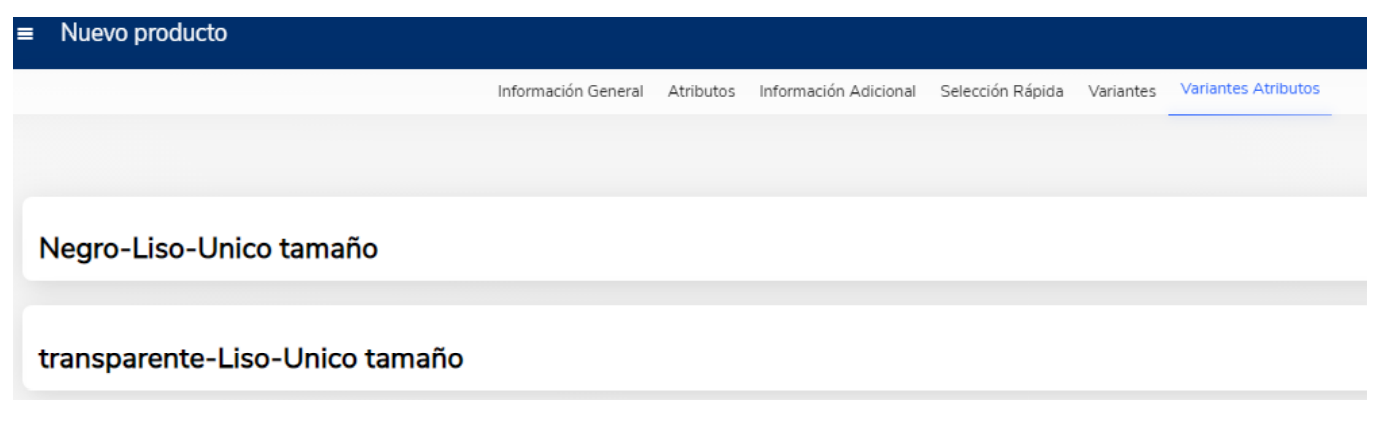 Nuevo producto
Información General Atributos Información Adicional Selección Rápida Variantes Variantes Atributos
Negro-Liso-Unico tamaño
transparente-Liso-Unico tamaño